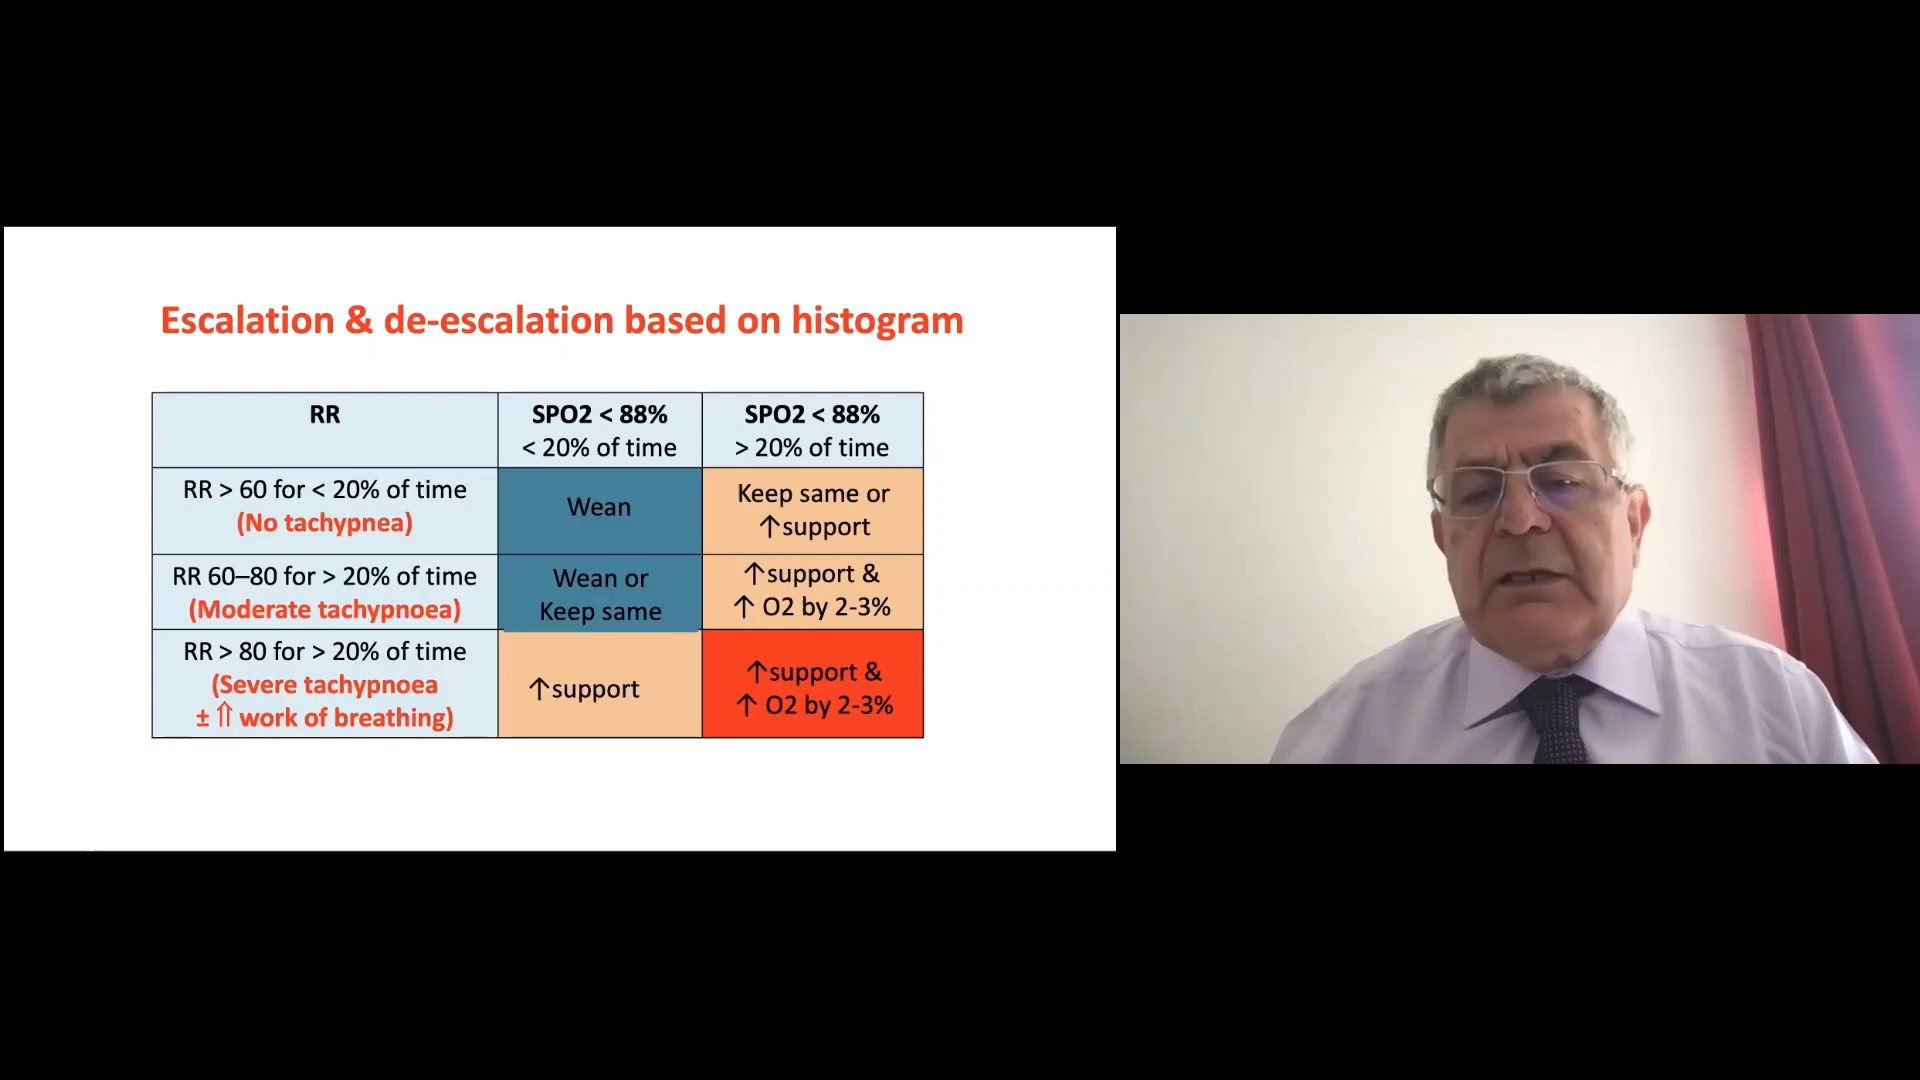 Escalation & de-escalation based on histogram
RR
SPO2 < 88%
< 20% of time
SPO2 < 88%
> 20% of time
RR > 60 for < 20% of time
(No tachypnea)
Wean
Keep same or
↑support
RR 60–80 for > 20% of time
(Moderate tachypnoea)
Wean or
Keep same
↑support &
↑ O2 by 2-3%
RR > 80 for > 20% of time
(Severe tachypnoea
± ⇑ work of breathing)
↑support
↑support &
↑ O2 by 2-3%